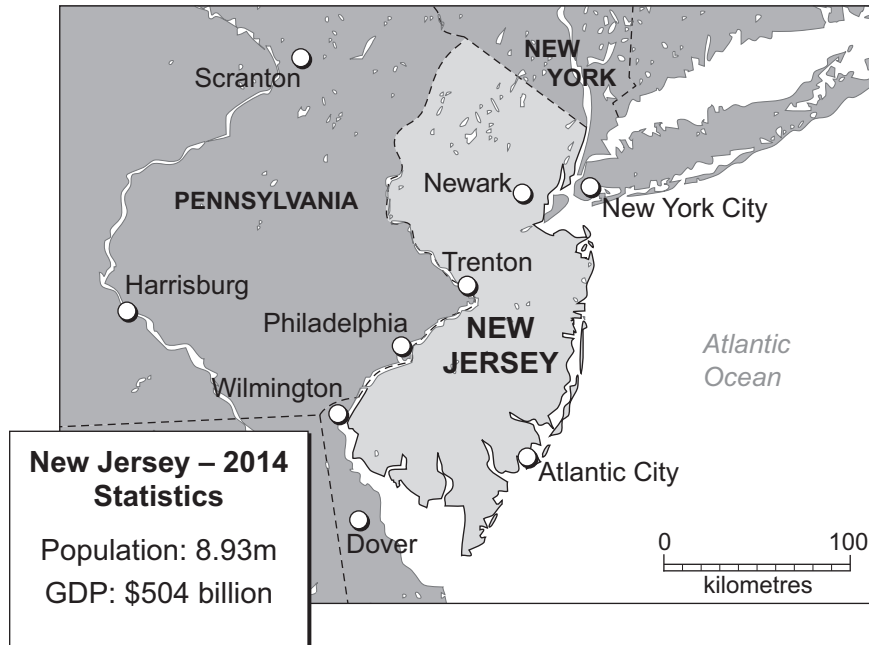 Scranton
NEW
YORK
PENNSYLVANIA
Newark
New York City
Trenton
Harrisburg
Philadelphia
NEW
JERSEY
Atlantic
Ocean
Wilmington
Atlantic City
Dover
New Jersey – 2014
Statistics
Population: 8.93m
GDP: $504 billion
0 100
kilometres